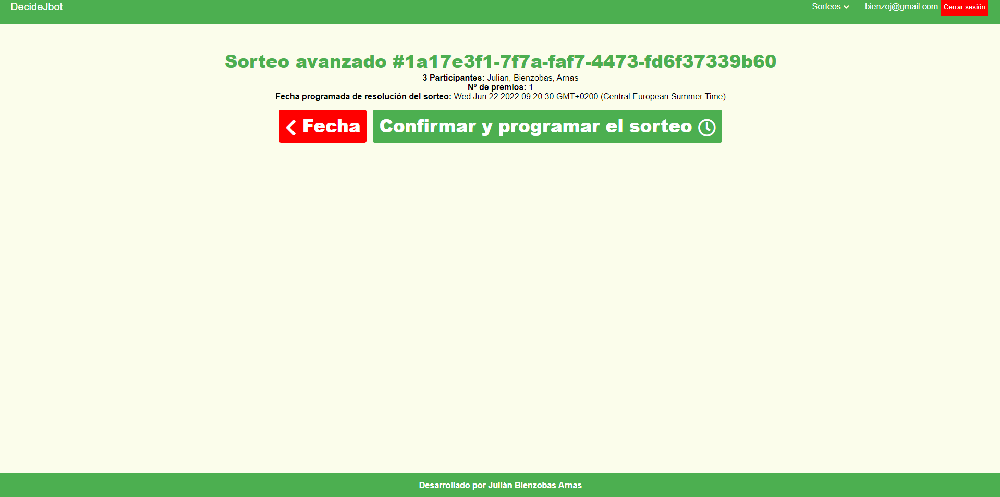 DecideJbot
Sorteos
bienzoj@gmail.com
Cerrar sesión
Sorteo avanzado #1a17e3f1-7f7a-faf7-4473-fd6f37339b60
3 Participantes: Julian, Bienzobas, Arnas
Nº de premios: 1
Fecha programada de resolución del sorteo: Wed Jun 22 2022 09:20:30 GMT+0200 (Central European Summer Time)
Fecha
Confirmar y programar el sorteo
Desarrollado por Julián Bienzobas Arnas